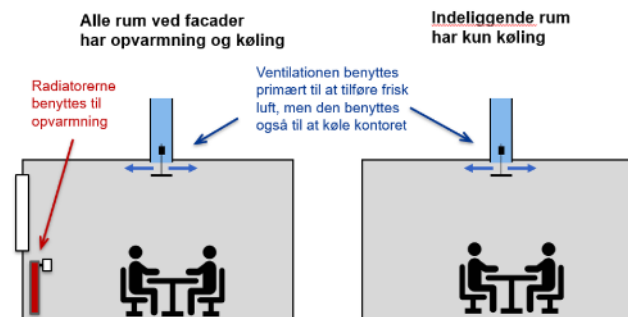 Alle rum ved facader
har opvarmning og køling
Indeliggende rum
har kun køling
Radiatorerne
benyttes til
opvarmning
Ventilationen benyttes
primært til at tilføre frisk
luft, men den benyttes
også til at køle kontoret